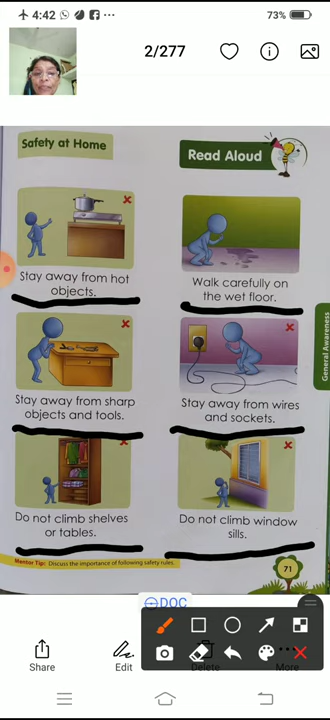 4:42
73%
2/277
Safety at Home
Read Aloud
Stay away from hot
objects.
Walk carefully on
the wet floor.
Stay away from sharp
objects and tools.
Stay away from wires
and sockets.
Do not climb shelves
or tables.
Do not climb window
sills.
General Awareness
Mentor Tip: Discuss the importance of following safety rules.
71
DOC
Share
Edit
Delete
More